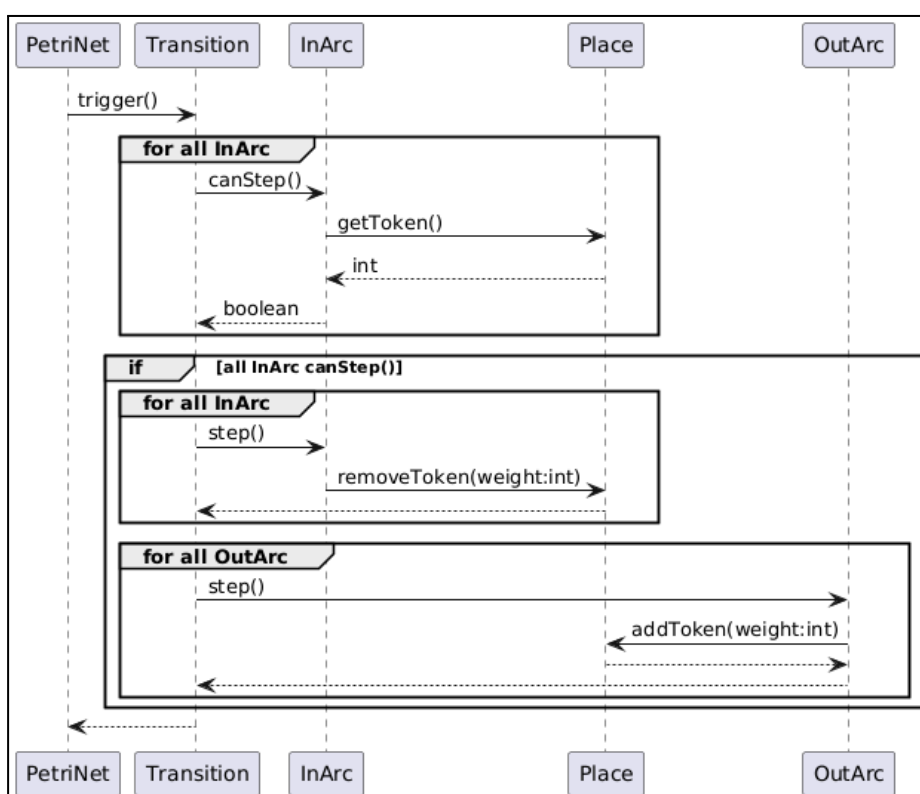 PetriNet Transition InArc Place OutArc
trigger()
for all InArc
canStep()
getToken()
int
boolean
if [all InArc canStep()]
for all InArc
step()
removeToken(weight:int)
for all OutArc
step()
addToken(weight:int)
PetriNet Transition InArc Place OutArc